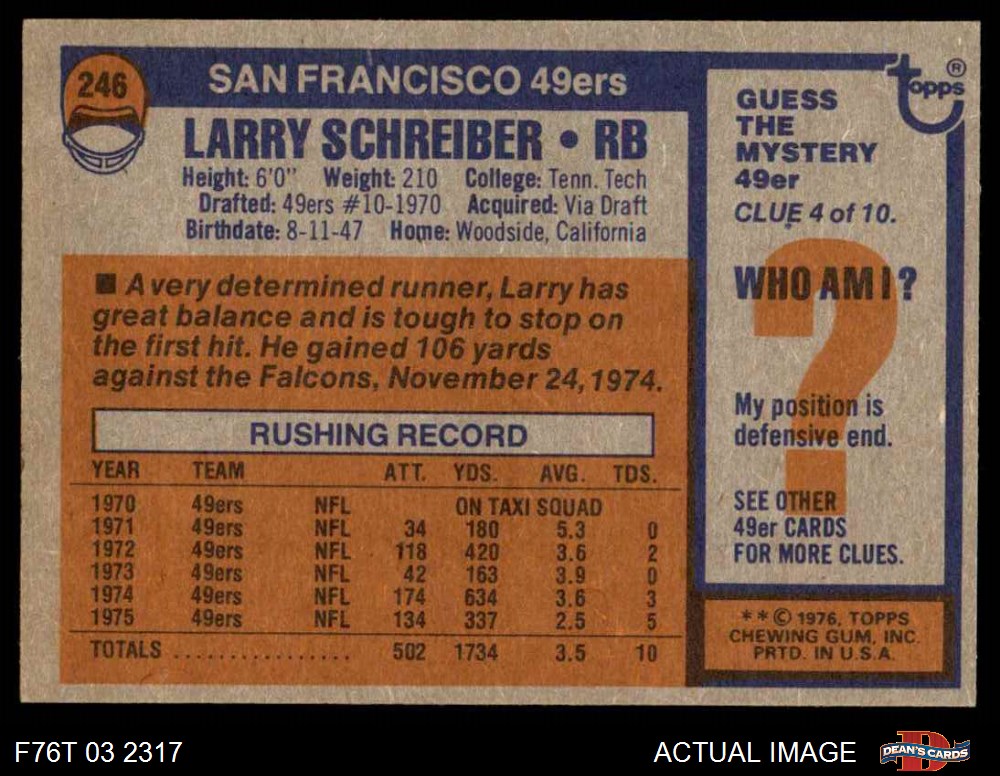 246
SAN FRANCISCO 49ers
LARRY SCHREIBER • RB
Height: 6'0" Weight: 210 College: Tenn. Tech
Drafted: 49ers #10-1970 Acquired: Via Draft
Birthdate: 8-11-47 Home: Woodside, California
■ A very determined runner, Larry has
great balance and is tough to stop on
the first hit. He gained 106 yards
against the Falcons, November 24, 1974.
RUSHING RECORD
YEAR TEAM ATT. YDS. AVG. TDS.
1970 49ers NFL ON TAXI SQUAD
1971 49ers NFL 34 180 5.3 0
1972 49ers NFL 118 420 3.6 2
1973 49ers NFL 42 163 3.9 0
1974 49ers NFL 174 634 3.6 3
1975 49ers NFL 134 337 2.5 5
TOTALS ................ 502 1734 3.5 10
topps ®
GUESS
THE
MYSTERY
49er
CLUE 4 of 10.
WHO AM I ?
?
My position is
defensive end.
SEE OTHER
49er CARDS
FOR MORE CLUES.
* * © 1976, TOPPS
CHEWING GUM, INC.
PRTD. IN U.S.A.
F76T 03 2317
ACTUAL IMAGE
D
DEAN'S CARDS